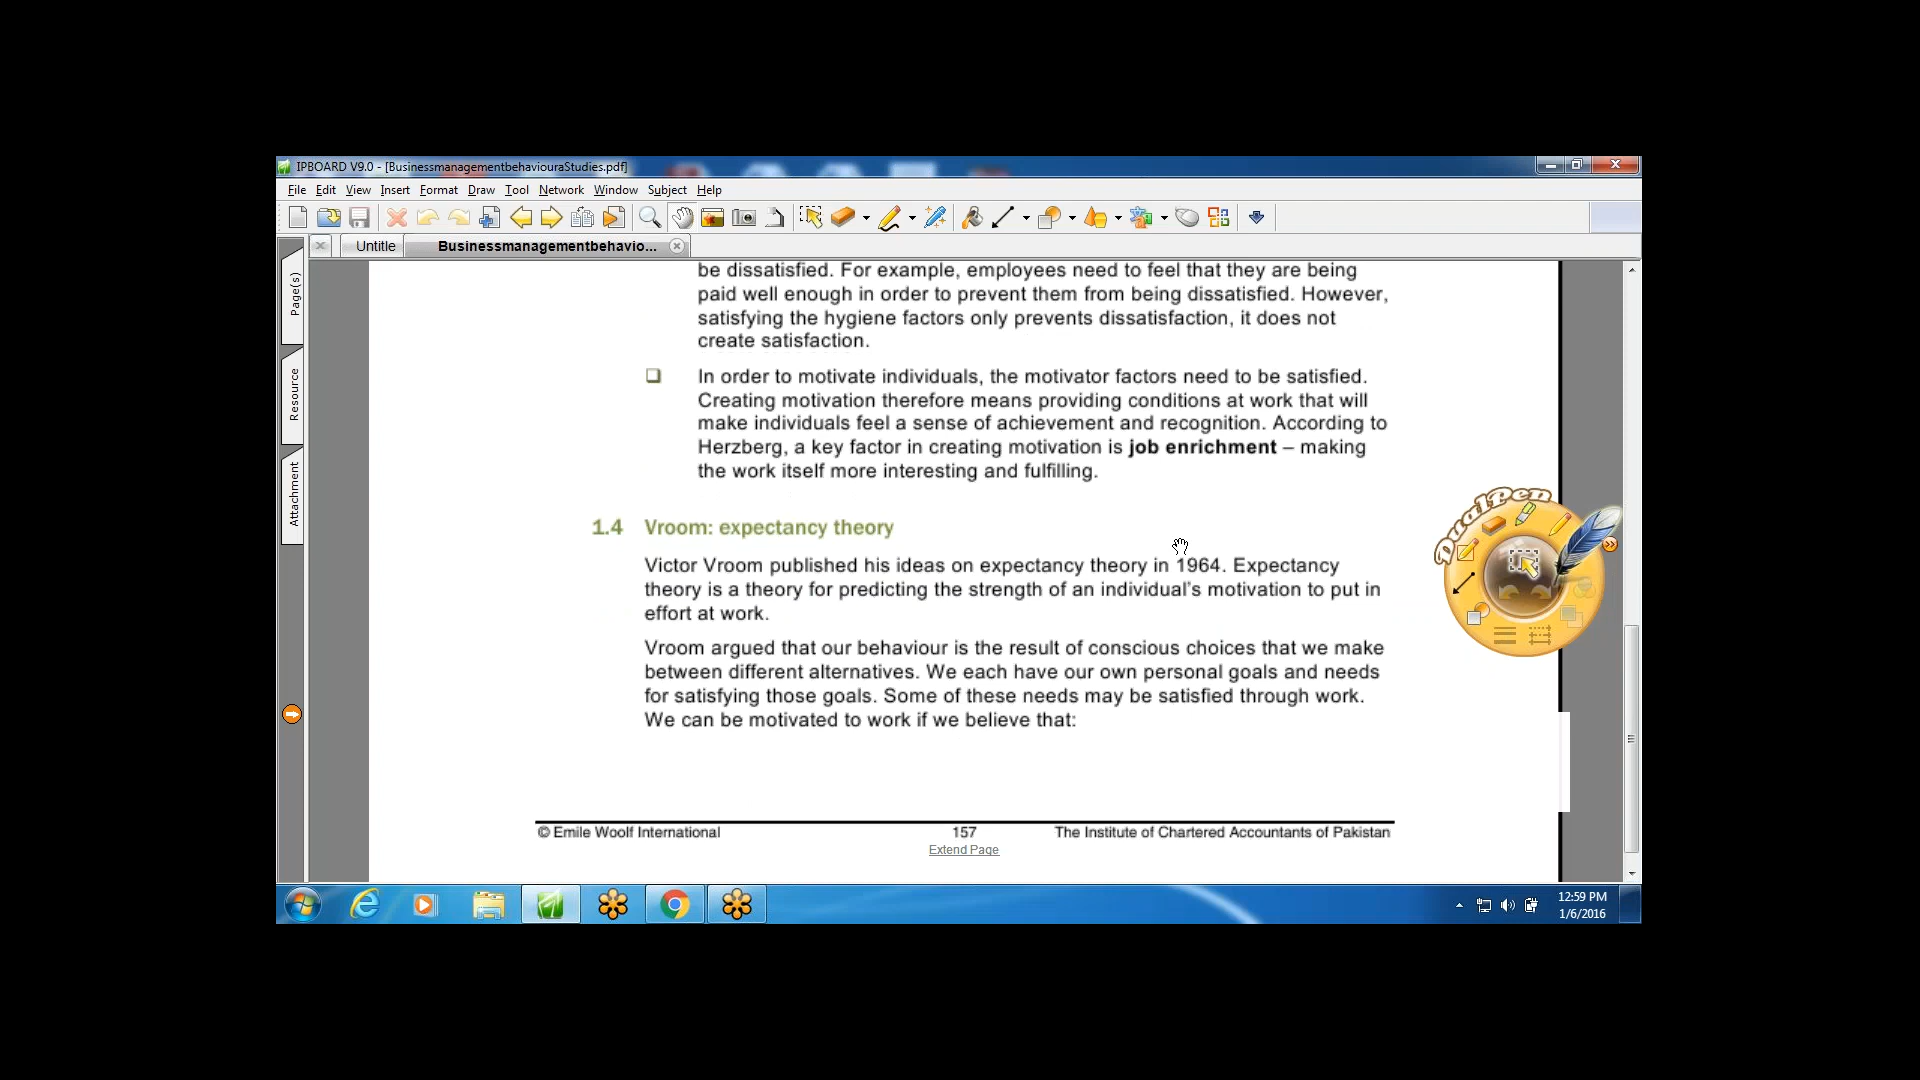 IPBOARD V9.0 - [BusinessmanagementbehaviouraStudies.pdf]
File Edit View Insert Format Draw Tool Network Window Subject Help
Untitle Businessmanagementbehavio...
Page(s)
Resource
Attachment
be dissatisfied. For example, employees need to feel that they are being
paid well enough in order to prevent them from being dissatisfied. However,
satisfying the hygiene factors only prevents dissatisfaction, it does not
create satisfaction.
❑ In order to motivate individuals, the motivator factors need to be satisfied.
Creating motivation therefore means providing conditions at work that will
make individuals feel a sense of achievement and recognition. According to
Herzberg, a key factor in creating motivation is job enrichment – making
the work itself more interesting and fulfilling.
1.4 Vroom: expectancy theory
Victor Vroom published his ideas on expectancy theory in 1964. Expectancy
theory is a theory for predicting the strength of an individual's motivation to put in
effort at work.
Vroom argued that our behaviour is the result of conscious choices that we make
between different alternatives. We each have our own personal goals and needs
for satisfying those goals. Some of these needs may be satisfied through work.
We can be motivated to work if we believe that:
© Emile Woolf International 157 The Institute of Chartered Accountants of Pakistan
Extend Page
DualPen
12:59 PM
1/6/2016